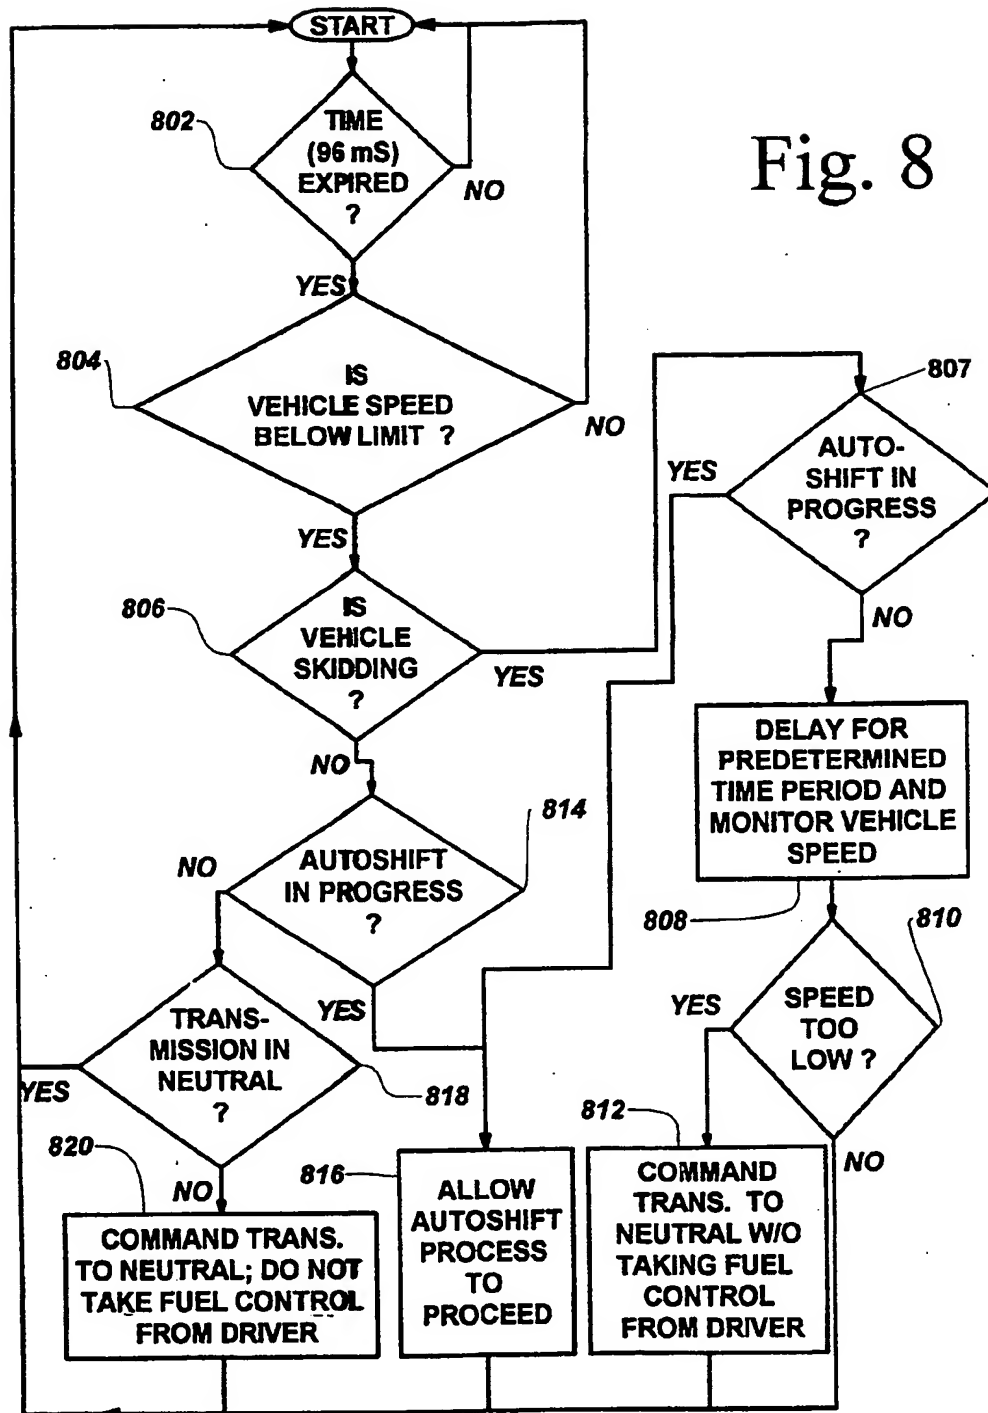 START
802
TIME
(96 mS)
EXPIRED
?
NO
Fig. 8
YES
804
IS
VEHICLE SPEED
BELOW LIMIT ?
NO
YES
807
AUTO-
SHIFT IN
PROGRESS
?
YES
NO
806
IS
VEHICLE
SKIDDING
?
YES
NO
DELAY FOR
PREDETERMINED
TIME PERIOD AND
MONITOR VEHICLE
SPEED
808
814
AUTOSHIFT
IN PROGRESS
?
NO
YES
810
SPEED
TOO
LOW ?
YES
NO
TRANS-
MISSION IN
NEUTRAL
?
YES
818
NO
820
COMMAND TRANS.
TO NEUTRAL; DO NOT
TAKE FUEL CONTROL
FROM DRIVER
816
ALLOW
AUTOSHIFT
PROCESS
TO
PROCEED
812
COMMAND
TRANS. TO
NEUTRAL W/O
TAKING FUEL
CONTROL
FROM DRIVER